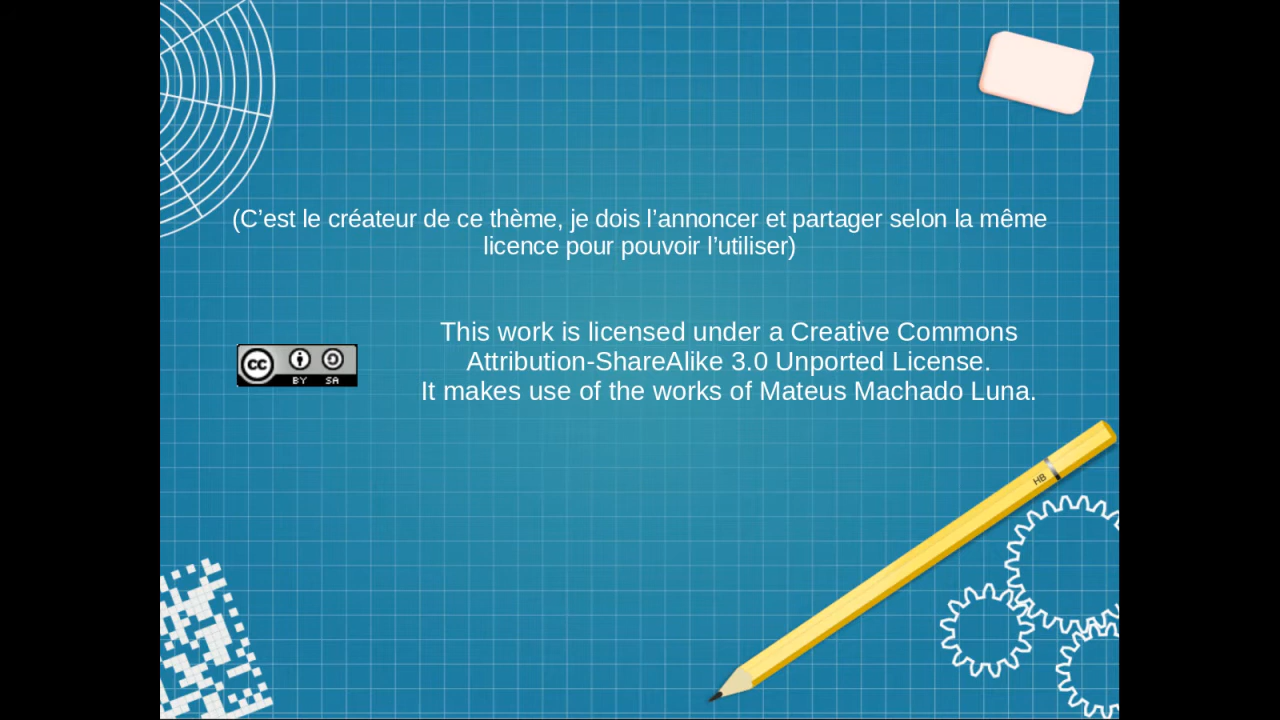 (C’est le créateur de ce thème, je dois l’annoncer et partager selon la même
licence pour pouvoir l’utiliser)
This work is licensed under a Creative Commons
Attribution-ShareAlike 3.0 Unported License.
It makes use of the works of Mateus Machado Luna.
cc
BY SA
HB